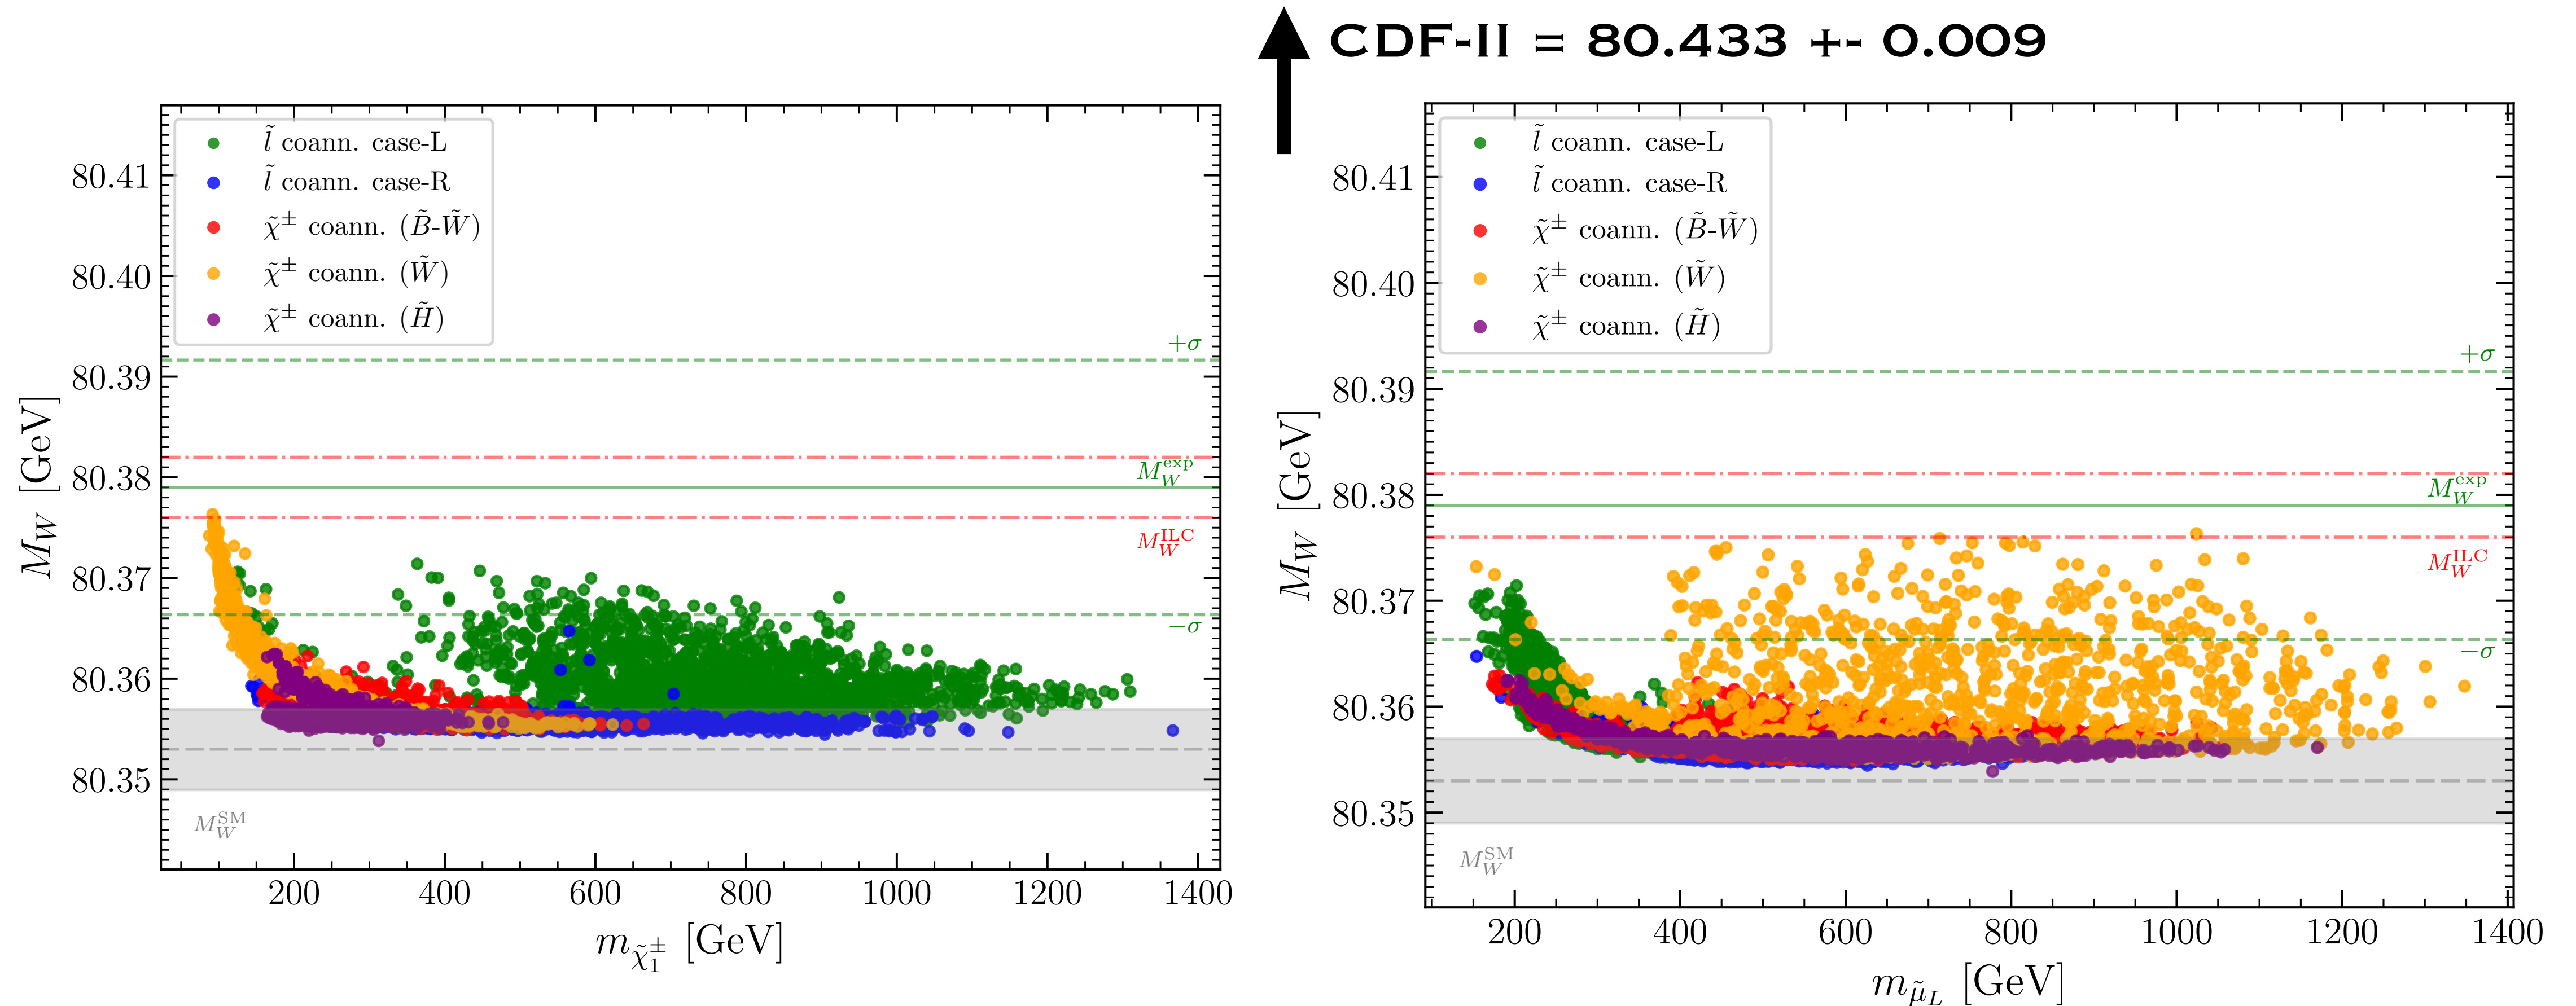 CDF-II = 80.433 +- 0.009
l̃ coann. case-L
l̃ coann. case-R
χ̃± coann. (B̃-W̃)
χ̃± coann. (W̃)
χ̃± coann. (H̃)
80.41
80.40
80.39
80.38
80.37
80.36
80.35
M_W [GeV]
+σ
M_W^exp
M_W^ILC
−σ
M_W^SM
200 400 600 800 1000 1200 1400
m_χ̃₁± [GeV]
l̃ coann. case-L
l̃ coann. case-R
χ̃± coann. (B̃-W̃)
χ̃± coann. (W̃)
χ̃± coann. (H̃)
80.41
80.40
80.39
80.38
80.37
80.36
80.35
M_W [GeV]
+σ
M_W^exp
M_W^ILC
−σ
M_W^SM
200 400 600 800 1000 1200 1400
m_μ̃_L [GeV]